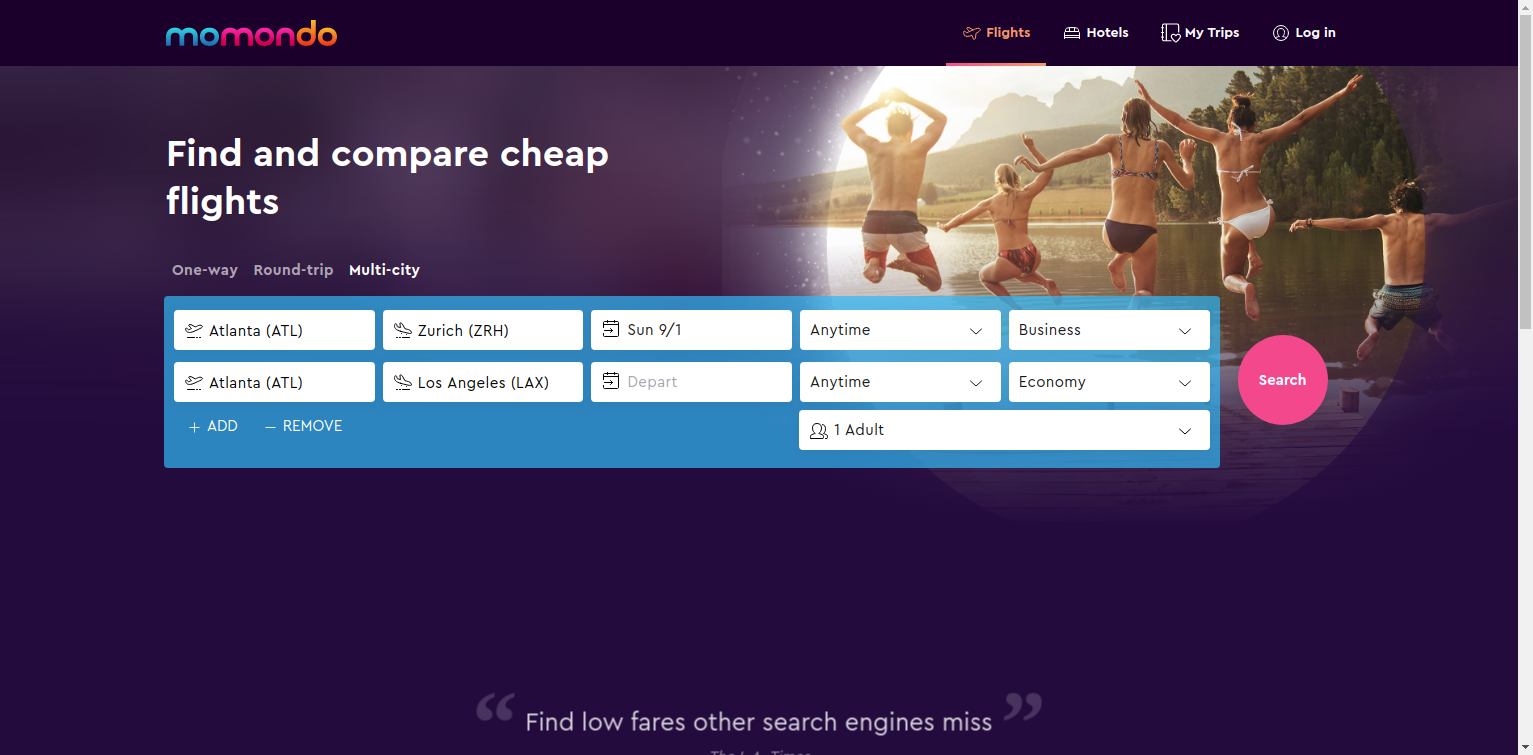 momondo
Flights
Hotels
My Trips
Log in
Find and compare cheap
flights
One-way
Round-trip
Multi-city
Atlanta (ATL)
Zurich (ZRH)
Sun 9/1
Anytime
Business
Atlanta (ATL)
Los Angeles (LAX)
Depart
Anytime
Economy
Search
ADD
REMOVE
1 Adult
“ Find low fares other search engines miss ”
The L.A. Times